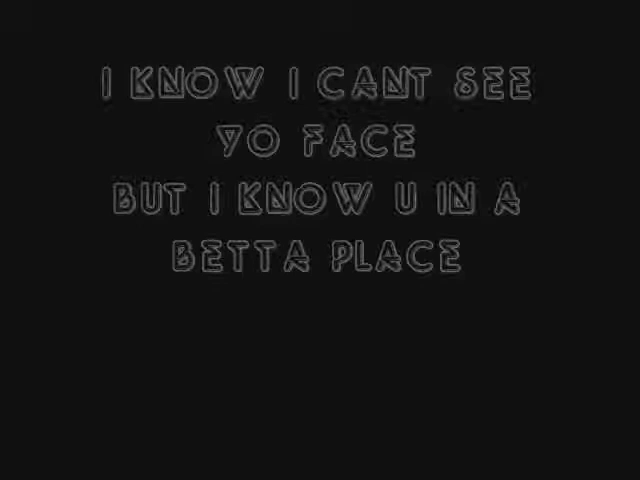 I KNOW I CANT SEE
YO FACE
BUT I KNOW U IN A
BETTA PLACE